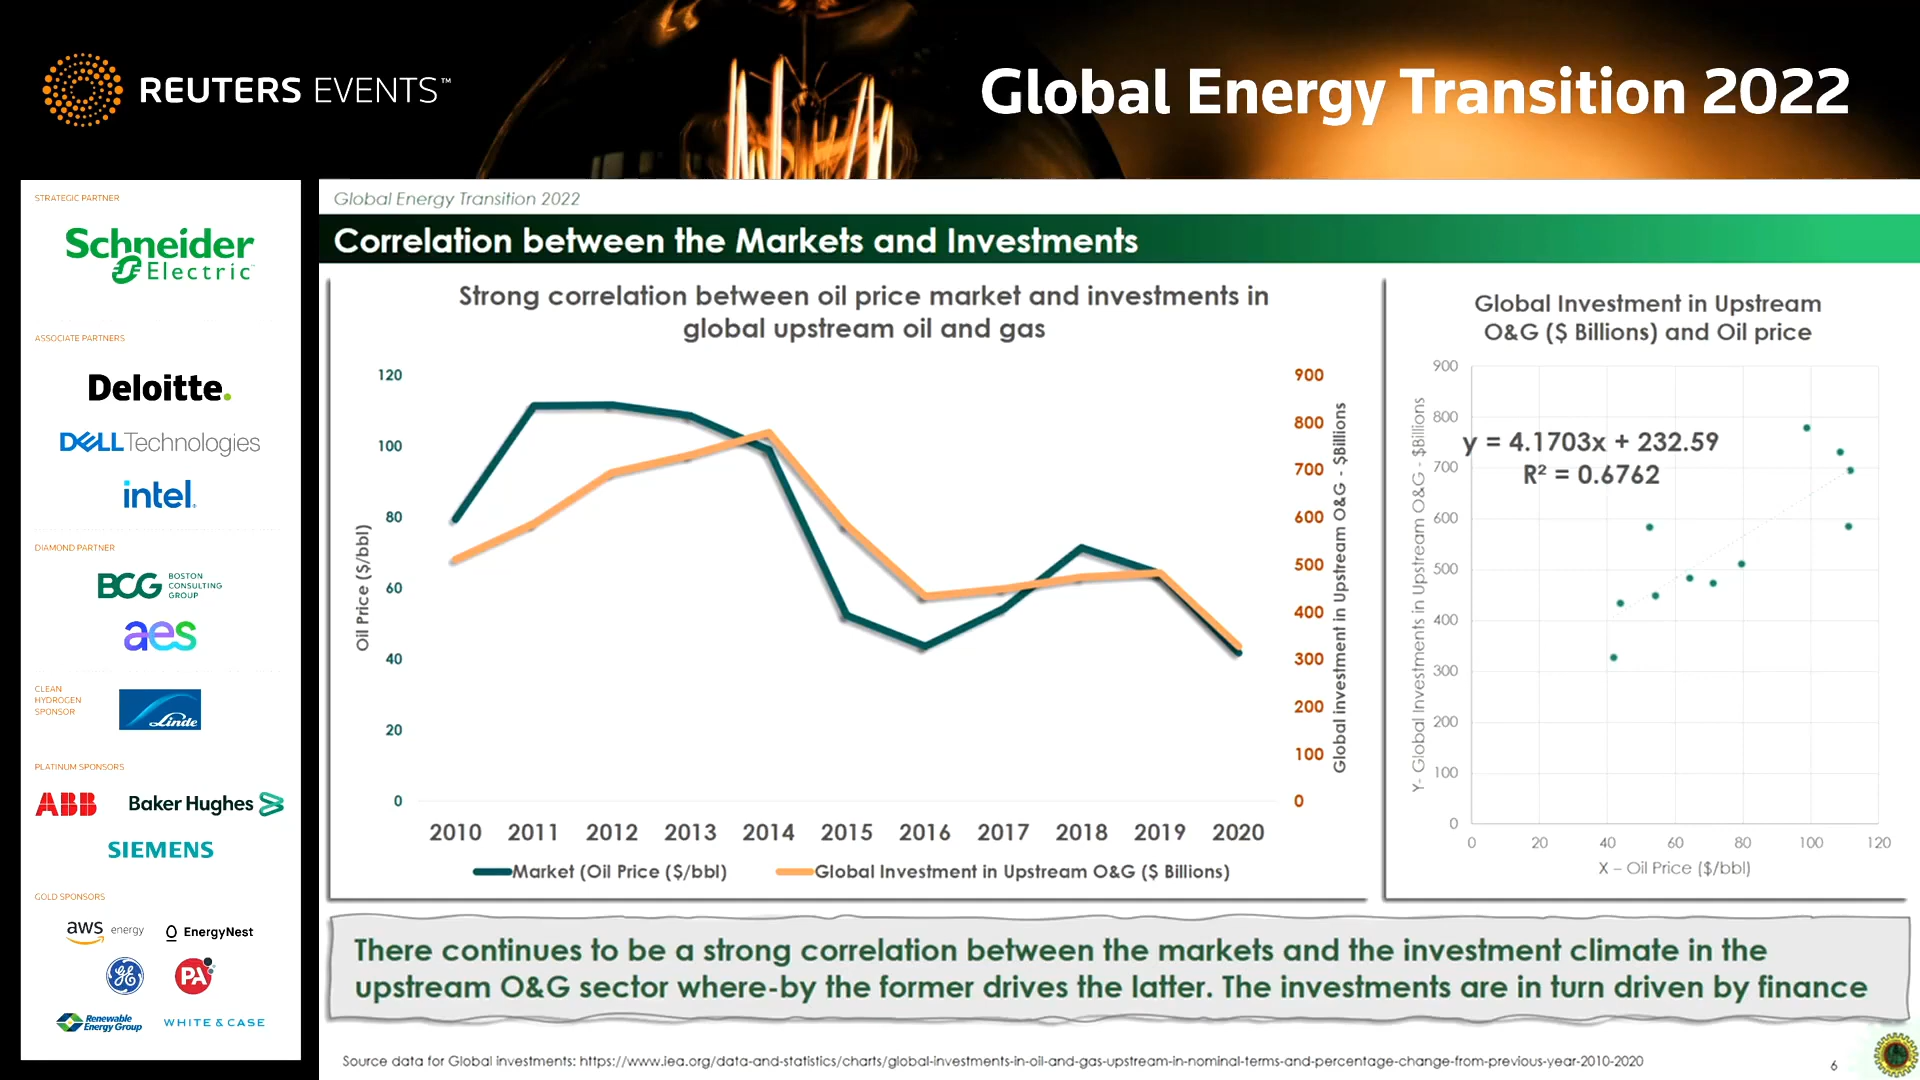 REUTERS EVENTS™
Global Energy Transition 2022
STRATEGIC PARTNER
Schneider
Electric
ASSOCIATE PARTNERS
Deloitte.
DELLTechnologies
intel.
DIAMOND PARTNER
BCG BOSTON
CONSULTING
GROUP
aes
CLEAN
HYDROGEN
SPONSOR
Linde
PLATINUM SPONSORS
ABB
Baker Hughes
SIEMENS
GOLD SPONSORS
aws energy
EnergyNest
GE
PA
Renewable
Energy Group
WHITE & CASE
Global Energy Transition 2022
Correlation between the Markets and Investments
Strong correlation between oil price market and investments in
global upstream oil and gas
Oil Price ($/bbl)
120
100
80
60
40
20
0
900
800
700
600
500
400
300
200
100
0
Global investment in Upstream O&G - $Billions
2010 2011 2012 2013 2014 2015 2016 2017 2018 2019 2020
Market (Oil Price ($/bbl)
Global Investment in Upstream O&G ($ Billions)
Global Investment in Upstream
O&G ($ Billions) and Oil price
Y- Global Investments in Upstream O&G - $Billions
900
800
700
600
500
400
300
200
100
0
y = 4.1703x + 232.59
R² = 0.6762
0 20 40 60 80 100 120
X – Oil Price ($/bbl)
There continues to be a strong correlation between the markets and the investment climate in the
upstream O&G sector where-by the former drives the latter. The investments are in turn driven by finance
Source data for Global investments: https://www.iea.org/data-and-statistics/charts/global-investments-in-oil-and-gas-upstream-in-nominal-terms-and-percentage-change-from-previous-year-2010-2020
6